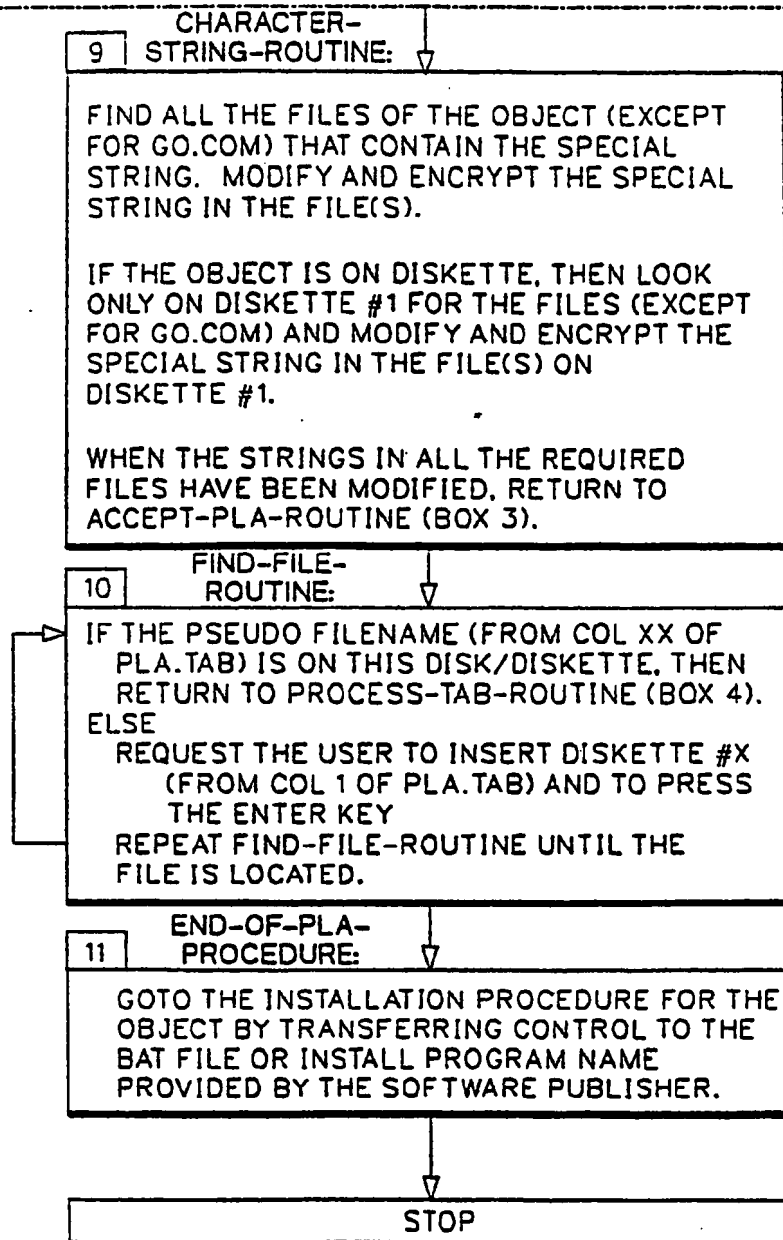 CHARACTER-
9 STRING-ROUTINE:
FIND ALL THE FILES OF THE OBJECT (EXCEPT
FOR GO.COM) THAT CONTAIN THE SPECIAL
STRING. MODIFY AND ENCRYPT THE SPECIAL
STRING IN THE FILE(S).
IF THE OBJECT IS ON DISKETTE, THEN LOOK
ONLY ON DISKETTE #1 FOR THE FILES (EXCEPT
FOR GO.COM) AND MODIFY AND ENCRYPT THE
SPECIAL STRING IN THE FILE(S) ON
DISKETTE #1.
WHEN THE STRINGS IN ALL THE REQUIRED
FILES HAVE BEEN MODIFIED, RETURN TO
ACCEPT-PLA-ROUTINE (BOX 3).
FIND-FILE-
10 ROUTINE:
IF THE PSEUDO FILENAME (FROM COL XX OF
PLA.TAB) IS ON THIS DISK/DISKETTE, THEN
RETURN TO PROCESS-TAB-ROUTINE (BOX 4).
ELSE
REQUEST THE USER TO INSERT DISKETTE #X
(FROM COL 1 OF PLA.TAB) AND TO PRESS
THE ENTER KEY
REPEAT FIND-FILE-ROUTINE UNTIL THE
FILE IS LOCATED.
END-OF-PLA-
11 PROCEDURE:
GOTO THE INSTALLATION PROCEDURE FOR THE
OBJECT BY TRANSFERRING CONTROL TO THE
BAT FILE OR INSTALL PROGRAM NAME
PROVIDED BY THE SOFTWARE PUBLISHER.
STOP